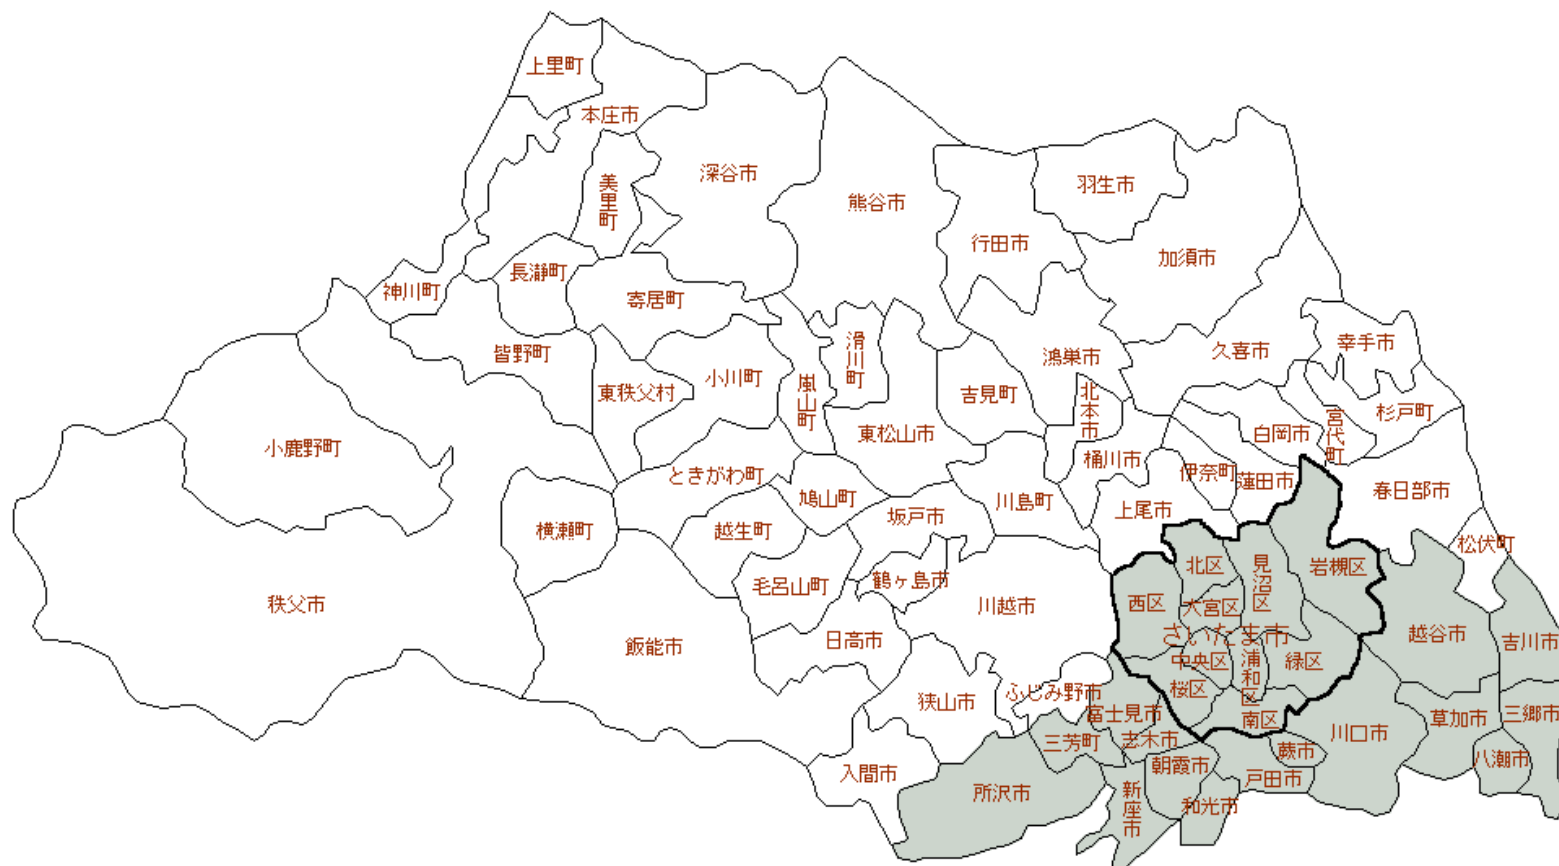 上里町
本庄市
深谷市
美里町
熊谷市
羽生市
行田市
加須市
長瀞町
神川町
寄居町
皆野町
滑川町
鴻巣市
久喜市
幸手市
東秩父村
小川町
嵐山町
吉見町
北本市
杉戸町
宮代町
白岡市
東松山市
小鹿野町
ときがわ町
桶川市
伊奈町
蓮田市
春日部市
鳩山町
川島町
上尾市
坂戸市
横瀬町
越生町
松伏町
北区
見沼区
岩槻区
毛呂山町
鶴ヶ島市
秩父市
川越市
西区
大宮区
さいたま市
越谷市
吉川市
飯能市
日高市
中央区
浦和区
緑区
桜区
ふじみ野市
狭山市
富士見市
南区
草加市
三郷市
三芳町
志木市
川口市
蕨市
八潮市
入間市
朝霞市
戸田市
所沢市
新座市
和光市